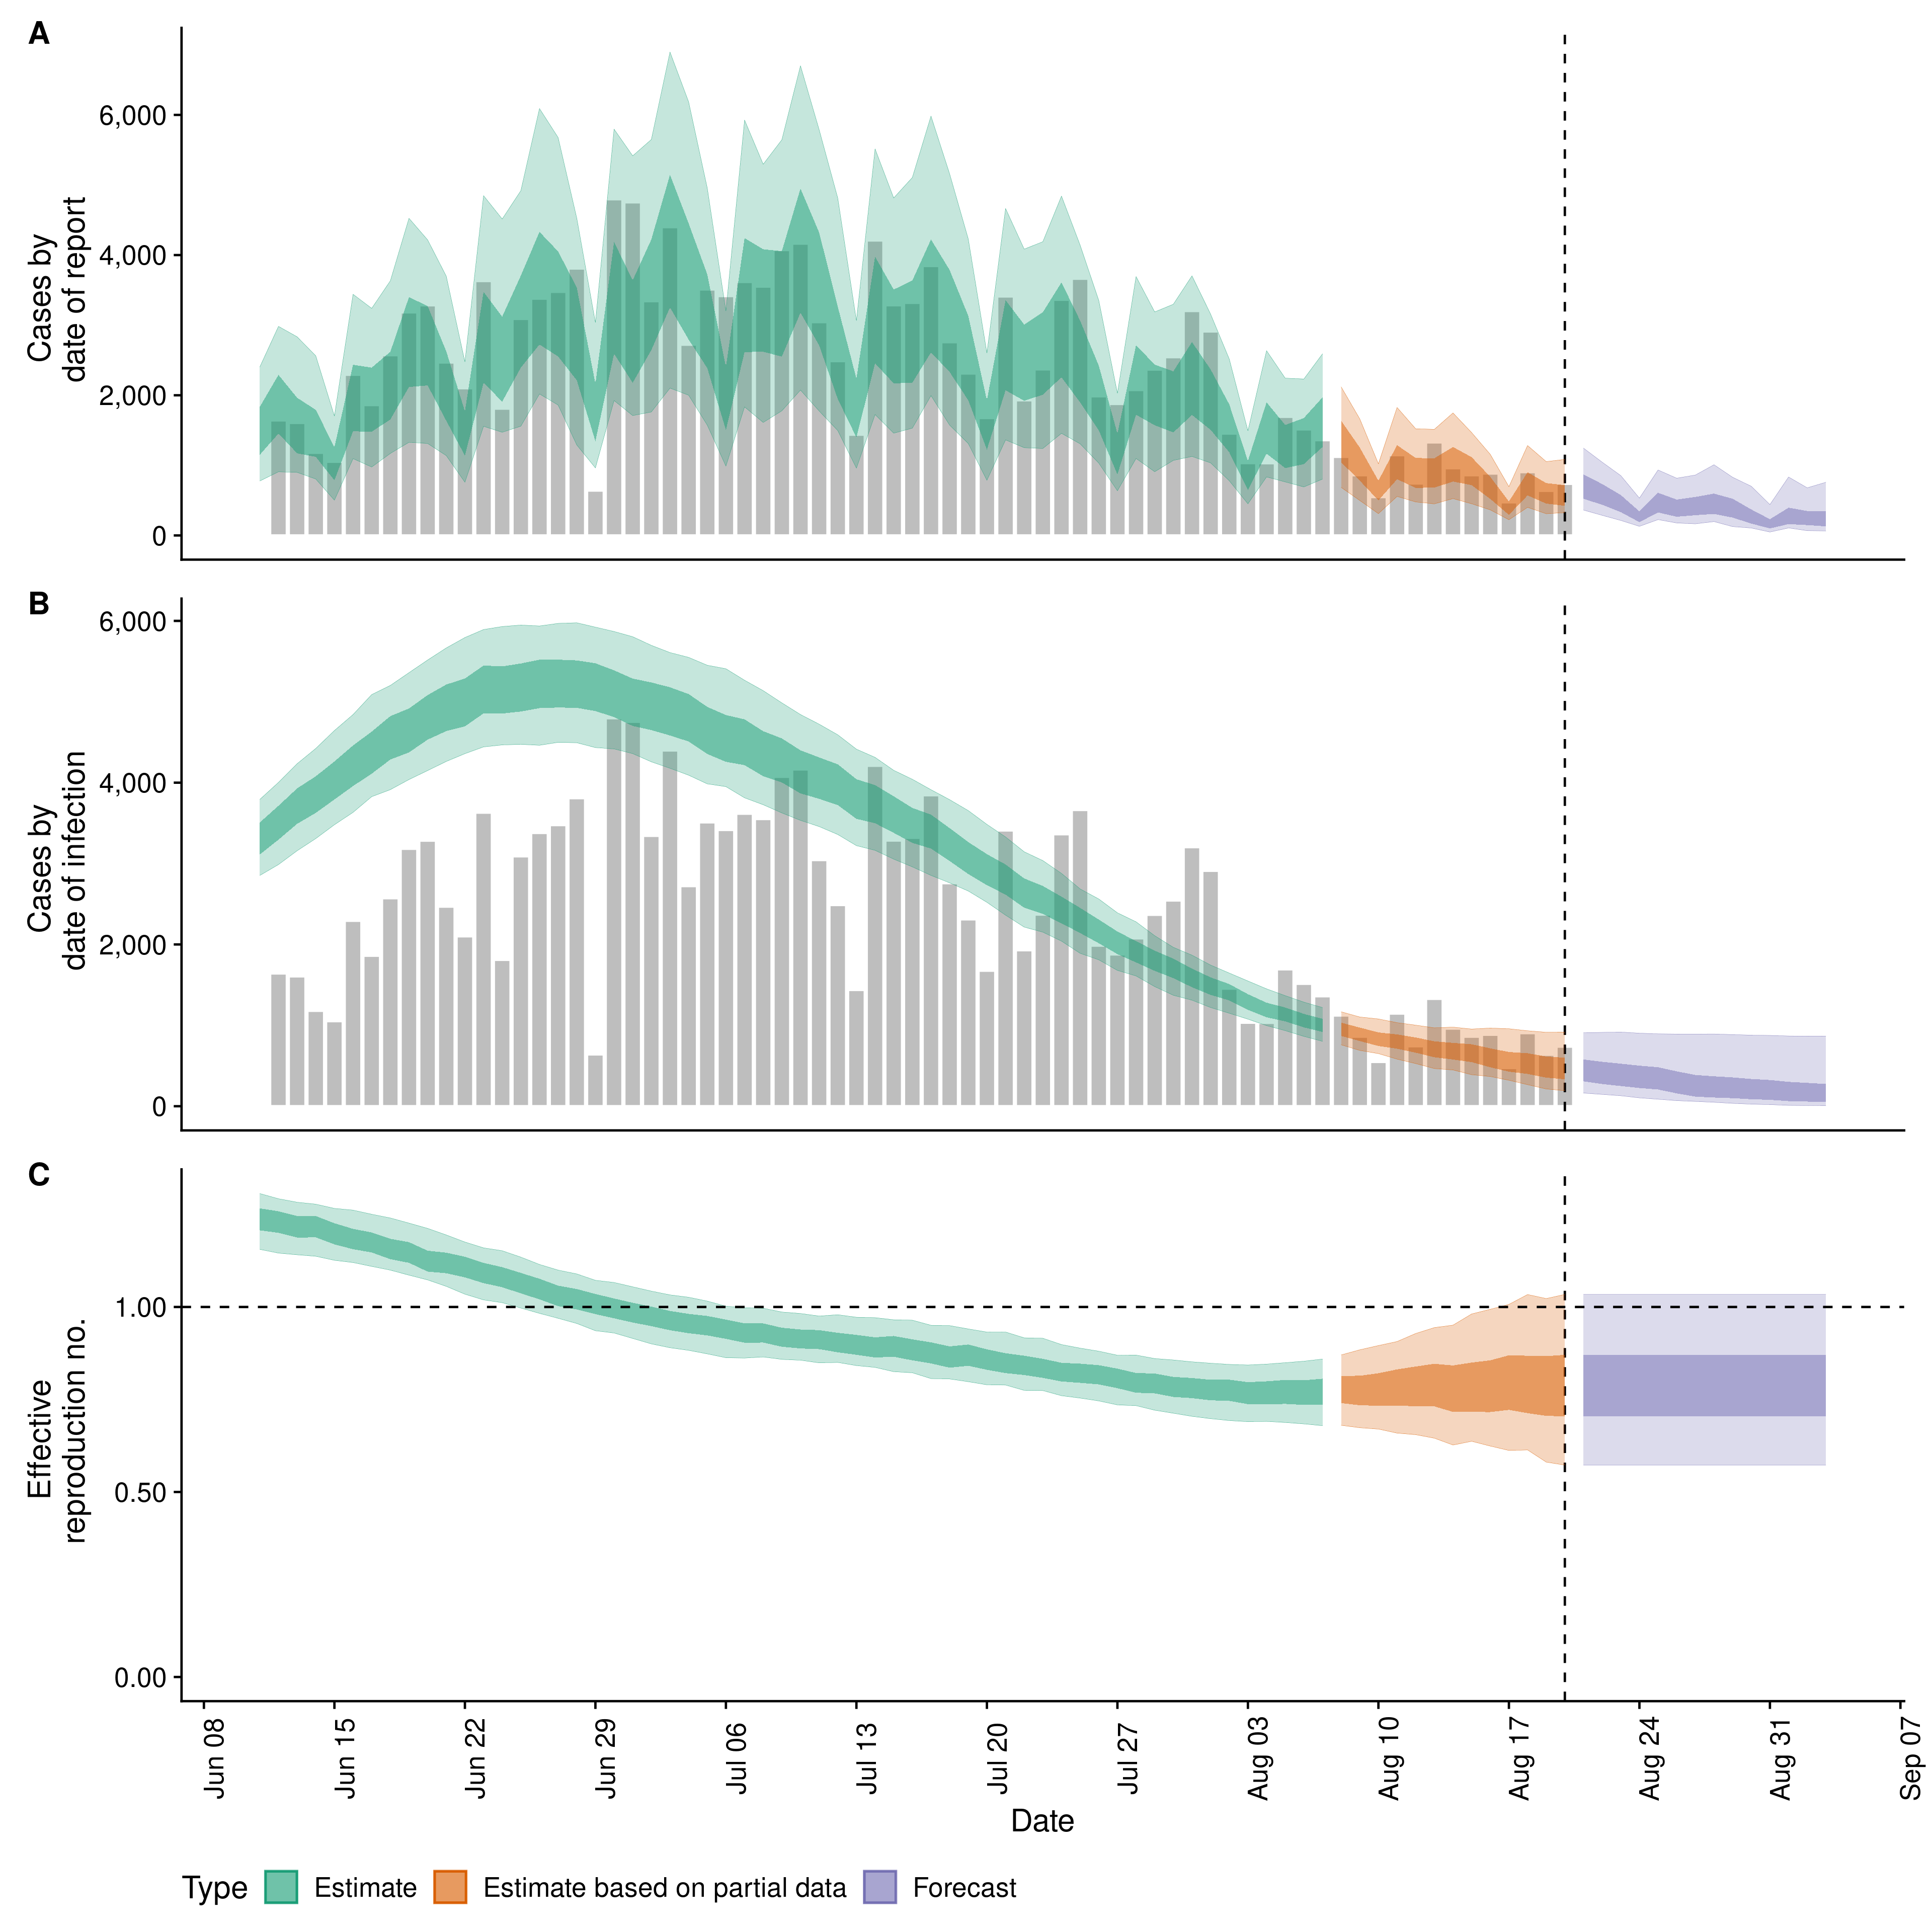 A
Cases by
date of report
6,000
4,000
2,000
0
B
Cases by
date of infection
6,000
4,000
2,000
0
C
Effective
reproduction no.
1.00
0.50
0.00
Jun 08
Jun 15
Jun 22
Jun 29
Jul 06
Jul 13
Jul 20
Jul 27
Aug 03
Aug 10
Aug 17
Aug 24
Aug 31
Sep 07
Date
Type Estimate Estimate based on partial data Forecast